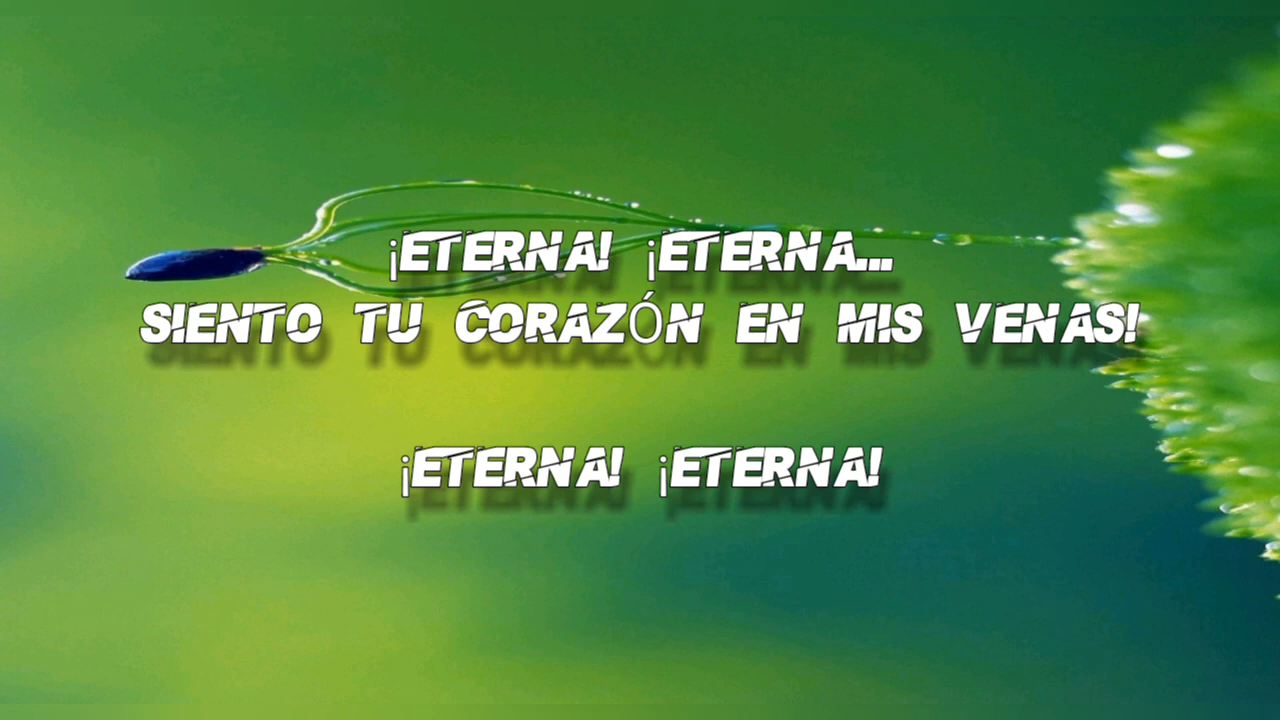 ¡ETERNA! ¡ETERNA...
SIENTO TU CORAZÓN EN MIS VENAS!
¡ETERNA! ¡ETERNA!